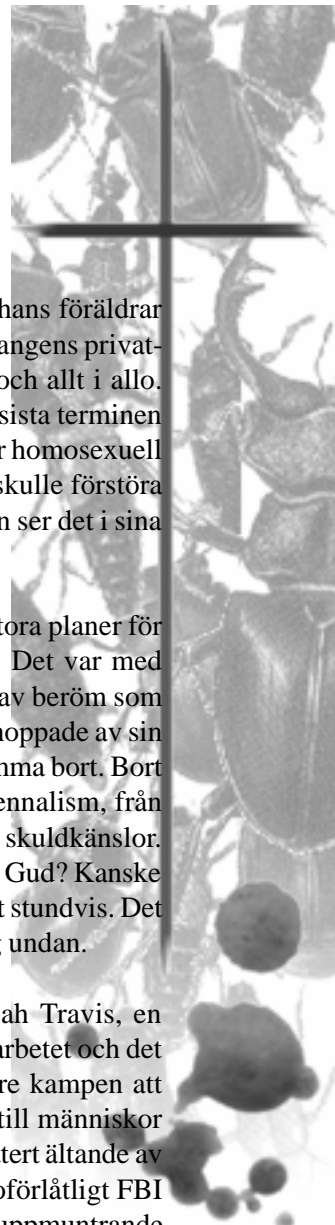 hans föräldrar
angens privat-
och allt i allo.
sista terminen
r homosexuell
skulle förstöra
n ser det i sina
tora planer för
Det var med
av beröm som
hoppade av sin
mma bort. Bort
ennalism, från
skuldkänslor.
Gud? Kanske
t stundvis. Det
g undan.
ah Travis, en
arbetet och det
re kampen att
till människor
tert ältande av
oförlåtligt FBI
uppmuntrande